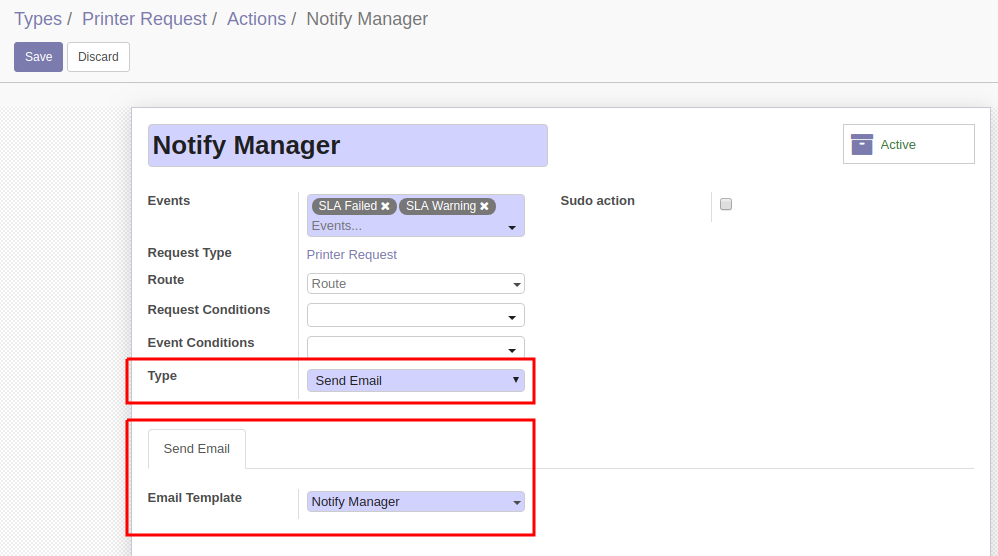 Types / Printer Request / Actions / Notify Manager
Save Discard
Notify Manager
Active
Events
SLA Failed ✖ SLA Warning ✖
Events...
Sudo action
Request Type Printer Request
Route Route
Request Conditions
Event Conditions
Type Send Email
Send Email
Email Template Notify Manager